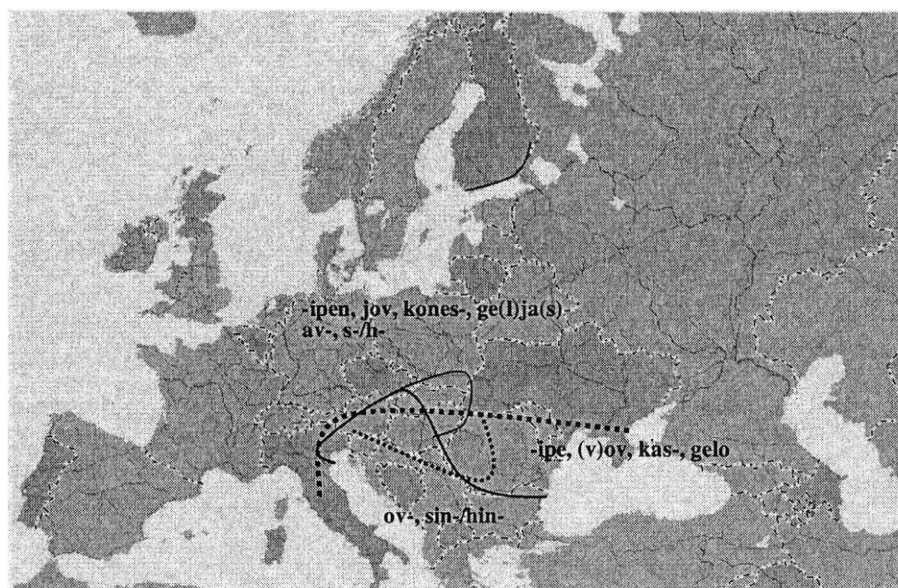 -ipen, jov, kones-, ge(l)ja(s)
av-, s-/h-
-ipe, (v)ov, kas-, gelo
ov-, sin-/hin-